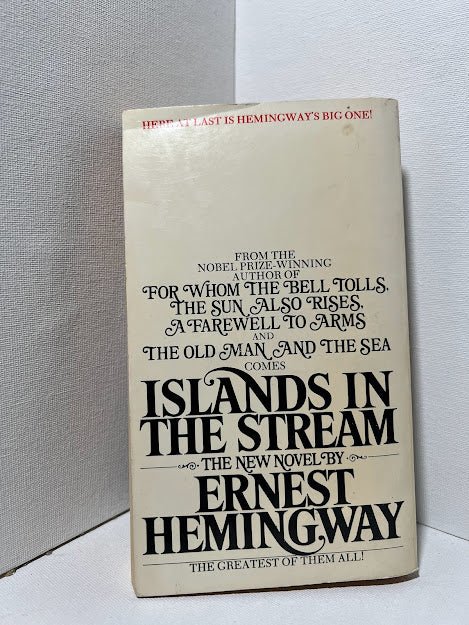 HERE AT LAST IS HEMINGWAY'S BIG ONE!
FROM THE
NOBEL PRIZE-WINNING
AUTHOR OF
FOR WHOM THE BELL TOLLS,
THE SUN ALSO RISES,
A FAREWELL TO ARMS
AND
THE OLD MAN AND THE SEA
COMES
ISLANDS IN
THE STREAM
THE NEW NOVEL BY
ERNEST
HEMINGWAY
THE GREATEST OF THEM ALL!